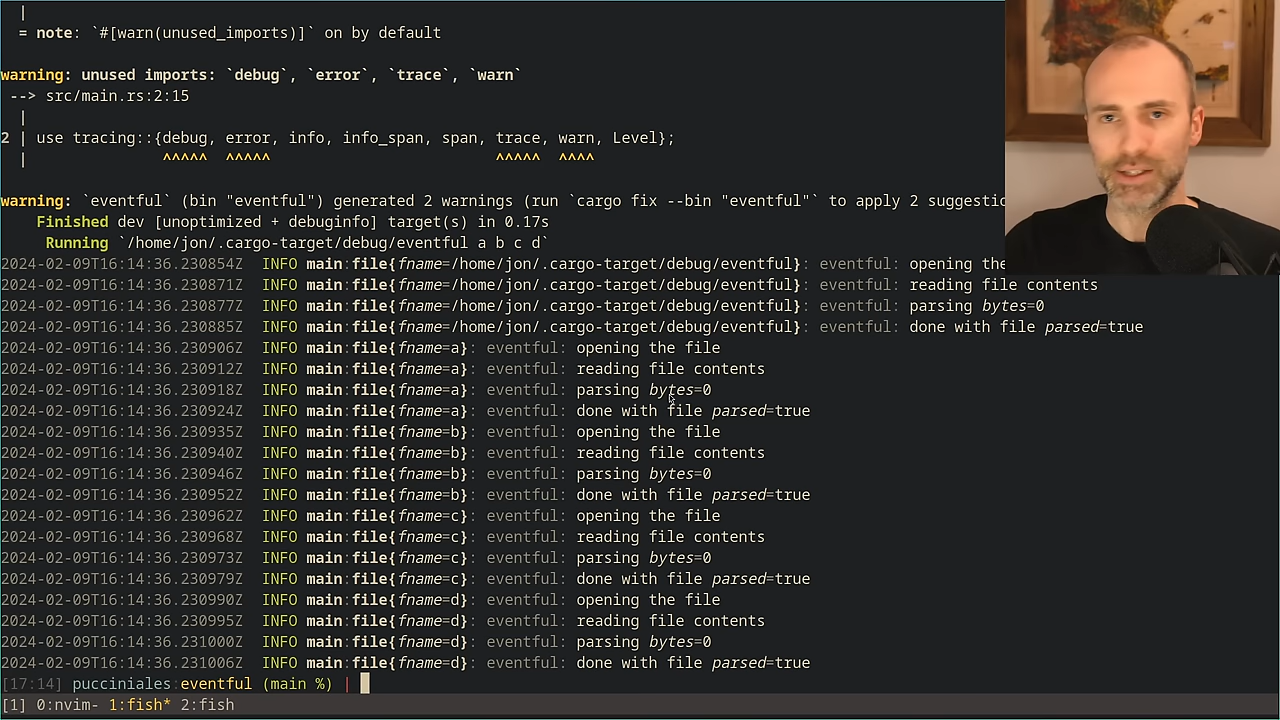 |
= note: `#[warn(unused_imports)]` on by default
warning: unused imports: `debug`, `error`, `trace`, `warn`
--> src/main.rs:2:15
|
2 | use tracing::{debug, error, info, info_span, span, trace, warn, Level};
|               ^^^^^  ^^^^^                         ^^^^^  ^^^^
warning: `eventful` (bin "eventful") generated 2 warnings (run `cargo fix --bin "eventful"` to apply 2 suggestio
Finished dev [unoptimized + debuginfo] target(s) in 0.17s
Running `/home/jon/.cargo-target/debug/eventful a b c d`
2024-02-09T16:14:36.230854Z  INFO main:file{fname=/home/jon/.cargo-target/debug/eventful}: eventful: opening the
2024-02-09T16:14:36.230871Z  INFO main:file{fname=/home/jon/.cargo-target/debug/eventful}: eventful: reading file contents
2024-02-09T16:14:36.230877Z  INFO main:file{fname=/home/jon/.cargo-target/debug/eventful}: eventful: parsing bytes=0
2024-02-09T16:14:36.230885Z  INFO main:file{fname=/home/jon/.cargo-target/debug/eventful}: eventful: done with file parsed=true
2024-02-09T16:14:36.230906Z  INFO main:file{fname=a}: eventful: opening the file
2024-02-09T16:14:36.230912Z  INFO main:file{fname=a}: eventful: reading file contents
2024-02-09T16:14:36.230918Z  INFO main:file{fname=a}: eventful: parsing bytes=0
2024-02-09T16:14:36.230924Z  INFO main:file{fname=a}: eventful: done with file parsed=true
2024-02-09T16:14:36.230935Z  INFO main:file{fname=b}: eventful: opening the file
2024-02-09T16:14:36.230940Z  INFO main:file{fname=b}: eventful: reading file contents
2024-02-09T16:14:36.230946Z  INFO main:file{fname=b}: eventful: parsing bytes=0
2024-02-09T16:14:36.230952Z  INFO main:file{fname=b}: eventful: done with file parsed=true
2024-02-09T16:14:36.230962Z  INFO main:file{fname=c}: eventful: opening the file
2024-02-09T16:14:36.230968Z  INFO main:file{fname=c}: eventful: reading file contents
2024-02-09T16:14:36.230973Z  INFO main:file{fname=c}: eventful: parsing bytes=0
2024-02-09T16:14:36.230979Z  INFO main:file{fname=c}: eventful: done with file parsed=true
2024-02-09T16:14:36.230990Z  INFO main:file{fname=d}: eventful: opening the file
2024-02-09T16:14:36.230995Z  INFO main:file{fname=d}: eventful: reading file contents
2024-02-09T16:14:36.231000Z  INFO main:file{fname=d}: eventful: parsing bytes=0
2024-02-09T16:14:36.231006Z  INFO main:file{fname=d}: eventful: done with file parsed=true
[17:14] pucciniales:eventful (main %) |
[1] 0:nvim- 1:fish* 2:fish